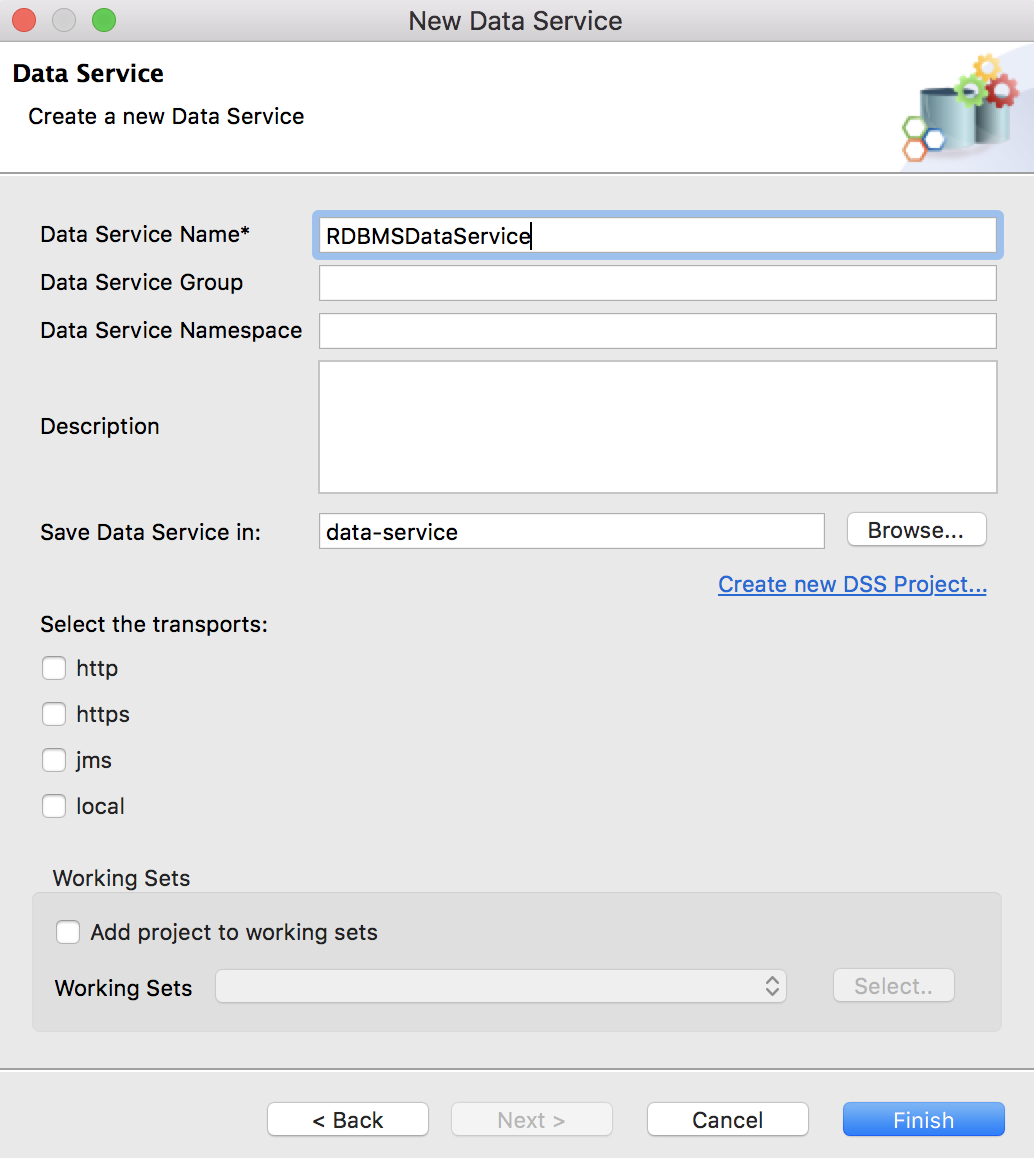 New Data Service
Data Service
Create a new Data Service
Data Service Name* RDBMSDataService
Data Service Group
Data Service Namespace
Description
Save Data Service in: data-service Browse...
Create new DSS Project...
Select the transports:
http
https
jms
local
Working Sets
Add project to working sets
Working Sets Select..
< Back Next > Cancel Finish